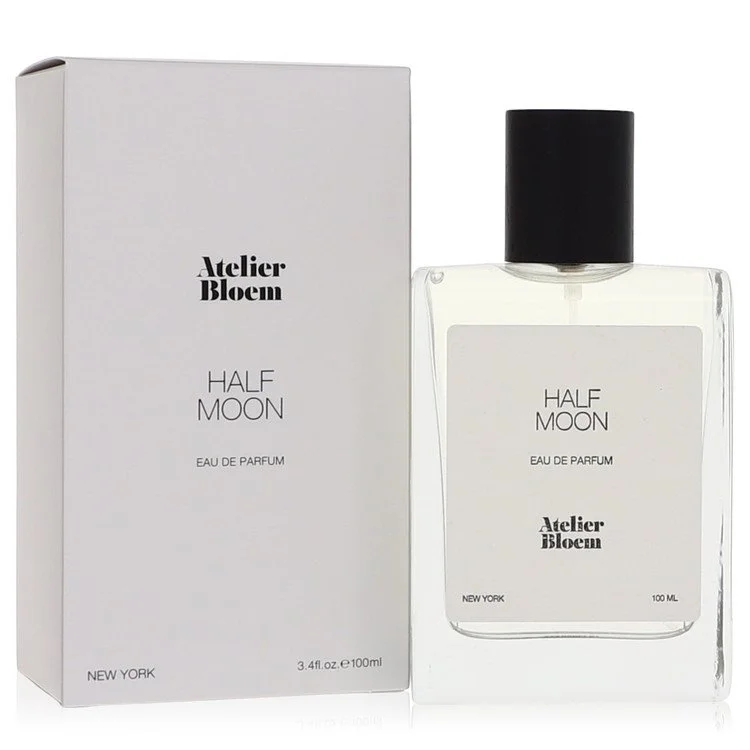 Atelier
Bloem
HALF
MOON
EAU DE PARFUM
NEW YORK
3.4fl.oz.℮100ml
HALF
MOON
EAU DE PARFUM
Atelier
Bloem
NEW YORK
100 ML